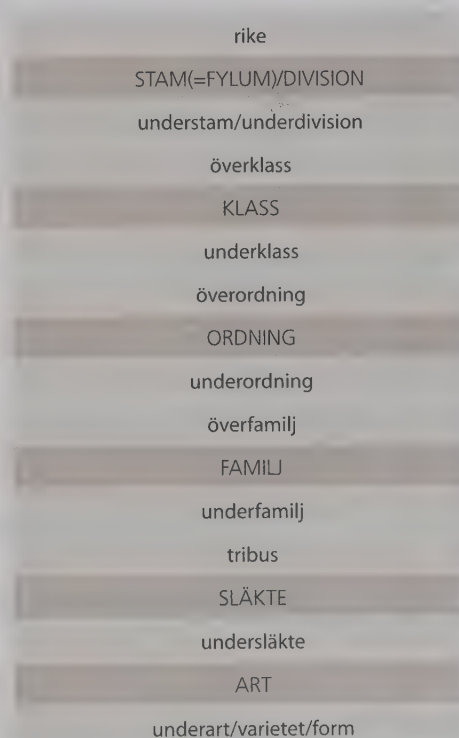 rike
STAM(=FYLUM)/DIVISION
understam/underdivision
överklass
KLASS
underklass
överordning
ORDNING
underordning
överfamilj
FAMILJ
underfamilj
tribus
SLÄKTE
undersläkte
ART
underart/varietet/form